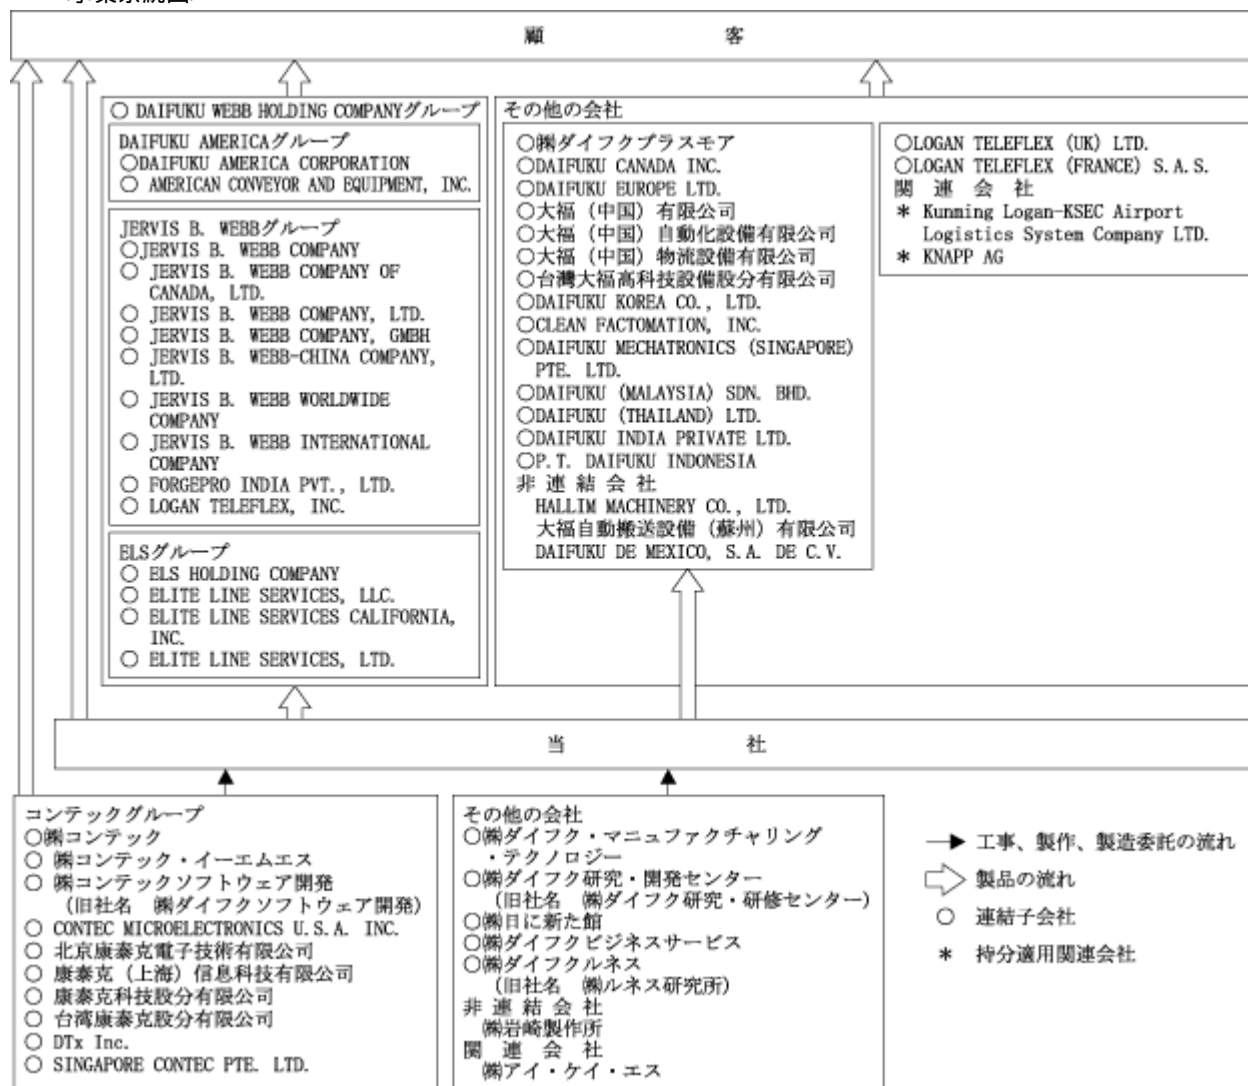 顧 客
○ DAIFUKU WEBB HOLDING COMPANYグループ
DAIFUKU AMERICAグループ
○DAIFUKU AMERICA CORPORATION
○ AMERICAN CONVEYOR AND EQUIPMENT, INC.
JERVIS B. WEBBグループ
○JERVIS B. WEBB COMPANY
○ JERVIS B. WEBB COMPANY OF
CANADA, LTD.
○ JERVIS B. WEBB COMPANY, LTD.
○ JERVIS B. WEBB COMPANY, GMBH
○ JERVIS B. WEBB-CHINA COMPANY,
LTD.
○ JERVIS B. WEBB WORLDWIDE
COMPANY
○ JERVIS B. WEBB INTERNATIONAL
COMPANY
○ FORGEPRO INDIA PVT., LTD.
○ LOGAN TELEFLEX, INC.
ELSグループ
○ ELS HOLDING COMPANY
○ ELITE LINE SERVICES, LLC.
○ ELITE LINE SERVICES CALIFORNIA,
INC.
○ ELITE LINE SERVICES, LTD.
その他の会社
○㈱ダイフクプラスモア
○DAIFUKU CANADA INC.
○DAIFUKU EUROPE LTD.
○大福（中国）有限公司
○大福（中国）自動化設備有限公司
○大福（中国）物流設備有限公司
○台灣大福高科技設備股分有限公司
○DAIFUKU KOREA CO., LTD.
○CLEAN FACTOMATION, INC.
○DAIFUKU MECHATRONICS (SINGAPORE)
PTE. LTD.
○DAIFUKU (MALAYSIA) SDN. BHD.
○DAIFUKU (THAILAND) LTD.
○DAIFUKU INDIA PRIVATE LTD.
○P.T. DAIFUKU INDONESIA
非 連 結 会 社
HALLIM MACHINERY CO., LTD.
大福自動搬送設備（蘇州）有限公司
DAIFUKU DE MEXICO, S.A. DE C.V.
○LOGAN TELEFLEX (UK) LTD.
○LOGAN TELEFLEX (FRANCE) S.A.S.
関 連 会 社
* Kunming Logan-KSEC Airport
Logistics System Company LTD.
* KNAPP AG
当 社
コンテックグループ
○㈱コンテック
○ ㈱コンテック・イーエムエス
○ ㈱コンテックソフトウェア開発
（旧社名 ㈱ダイフクソフトウェア開発）
○ CONTEC MICROELECTRONICS U.S.A. INC.
○ 北京康泰克電子技術有限公司
○ 康泰克（上海）信息科技有限公司
○ 康泰克科技股分有限公司
○ 台湾康泰克股分有限公司
○ DTx Inc.
○ SINGAPORE CONTEC PTE. LTD.
その他の会社
○㈱ダイフク・マニュファクチャリング
・テクノロジー
○㈱ダイフク研究・開発センター
（旧社名 ㈱ダイフク研究・研修センター）
○㈱日に新た館
○㈱ダイフクビジネスサービス
○㈱ダイフクルネス
（旧社名 ㈱ルネス研究所）
非 連 結 会 社
㈱岩崎製作所
関 連 会 社
㈱アイ・ケイ・エス
工事、製作、製造委託の流れ
製品の流れ
○ 連結子会社
* 持分適用関連会社